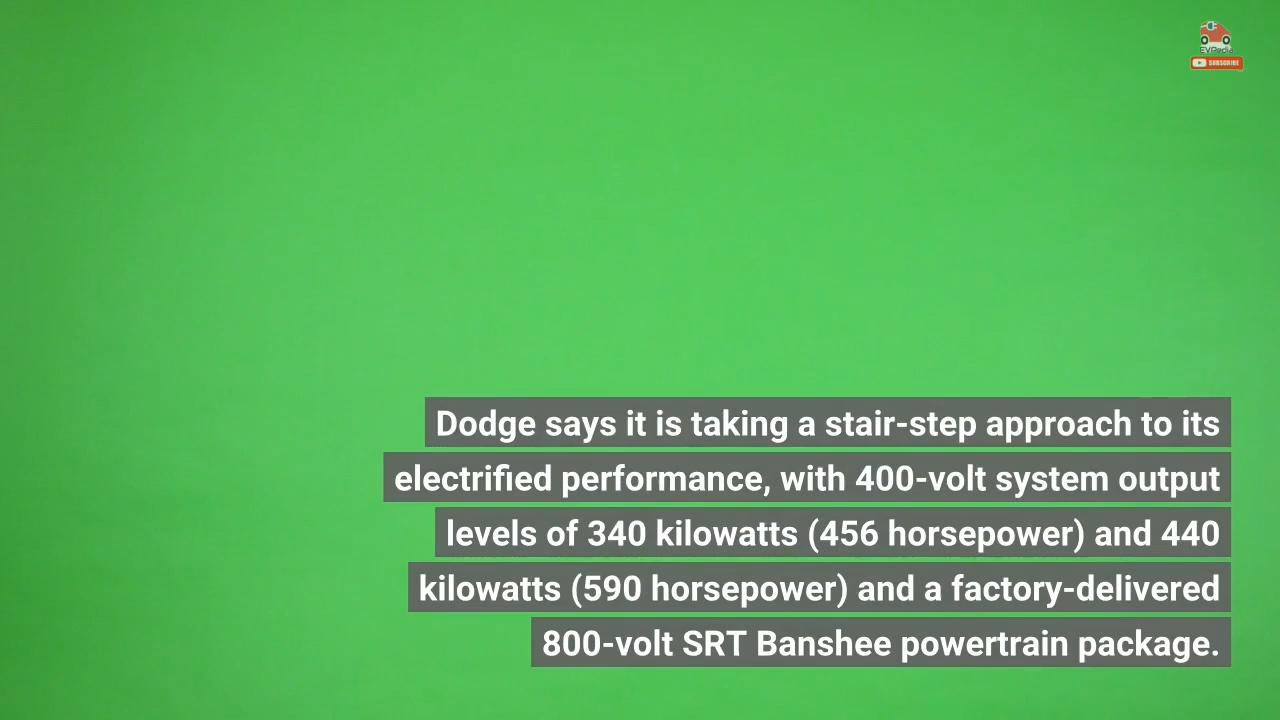 EVPedia
SUBSCRIBE
Dodge says it is taking a stair-step approach to its
electrified performance, with 400-volt system output
levels of 340 kilowatts (456 horsepower) and 440
kilowatts (590 horsepower) and a factory-delivered
800-volt SRT Banshee powertrain package.